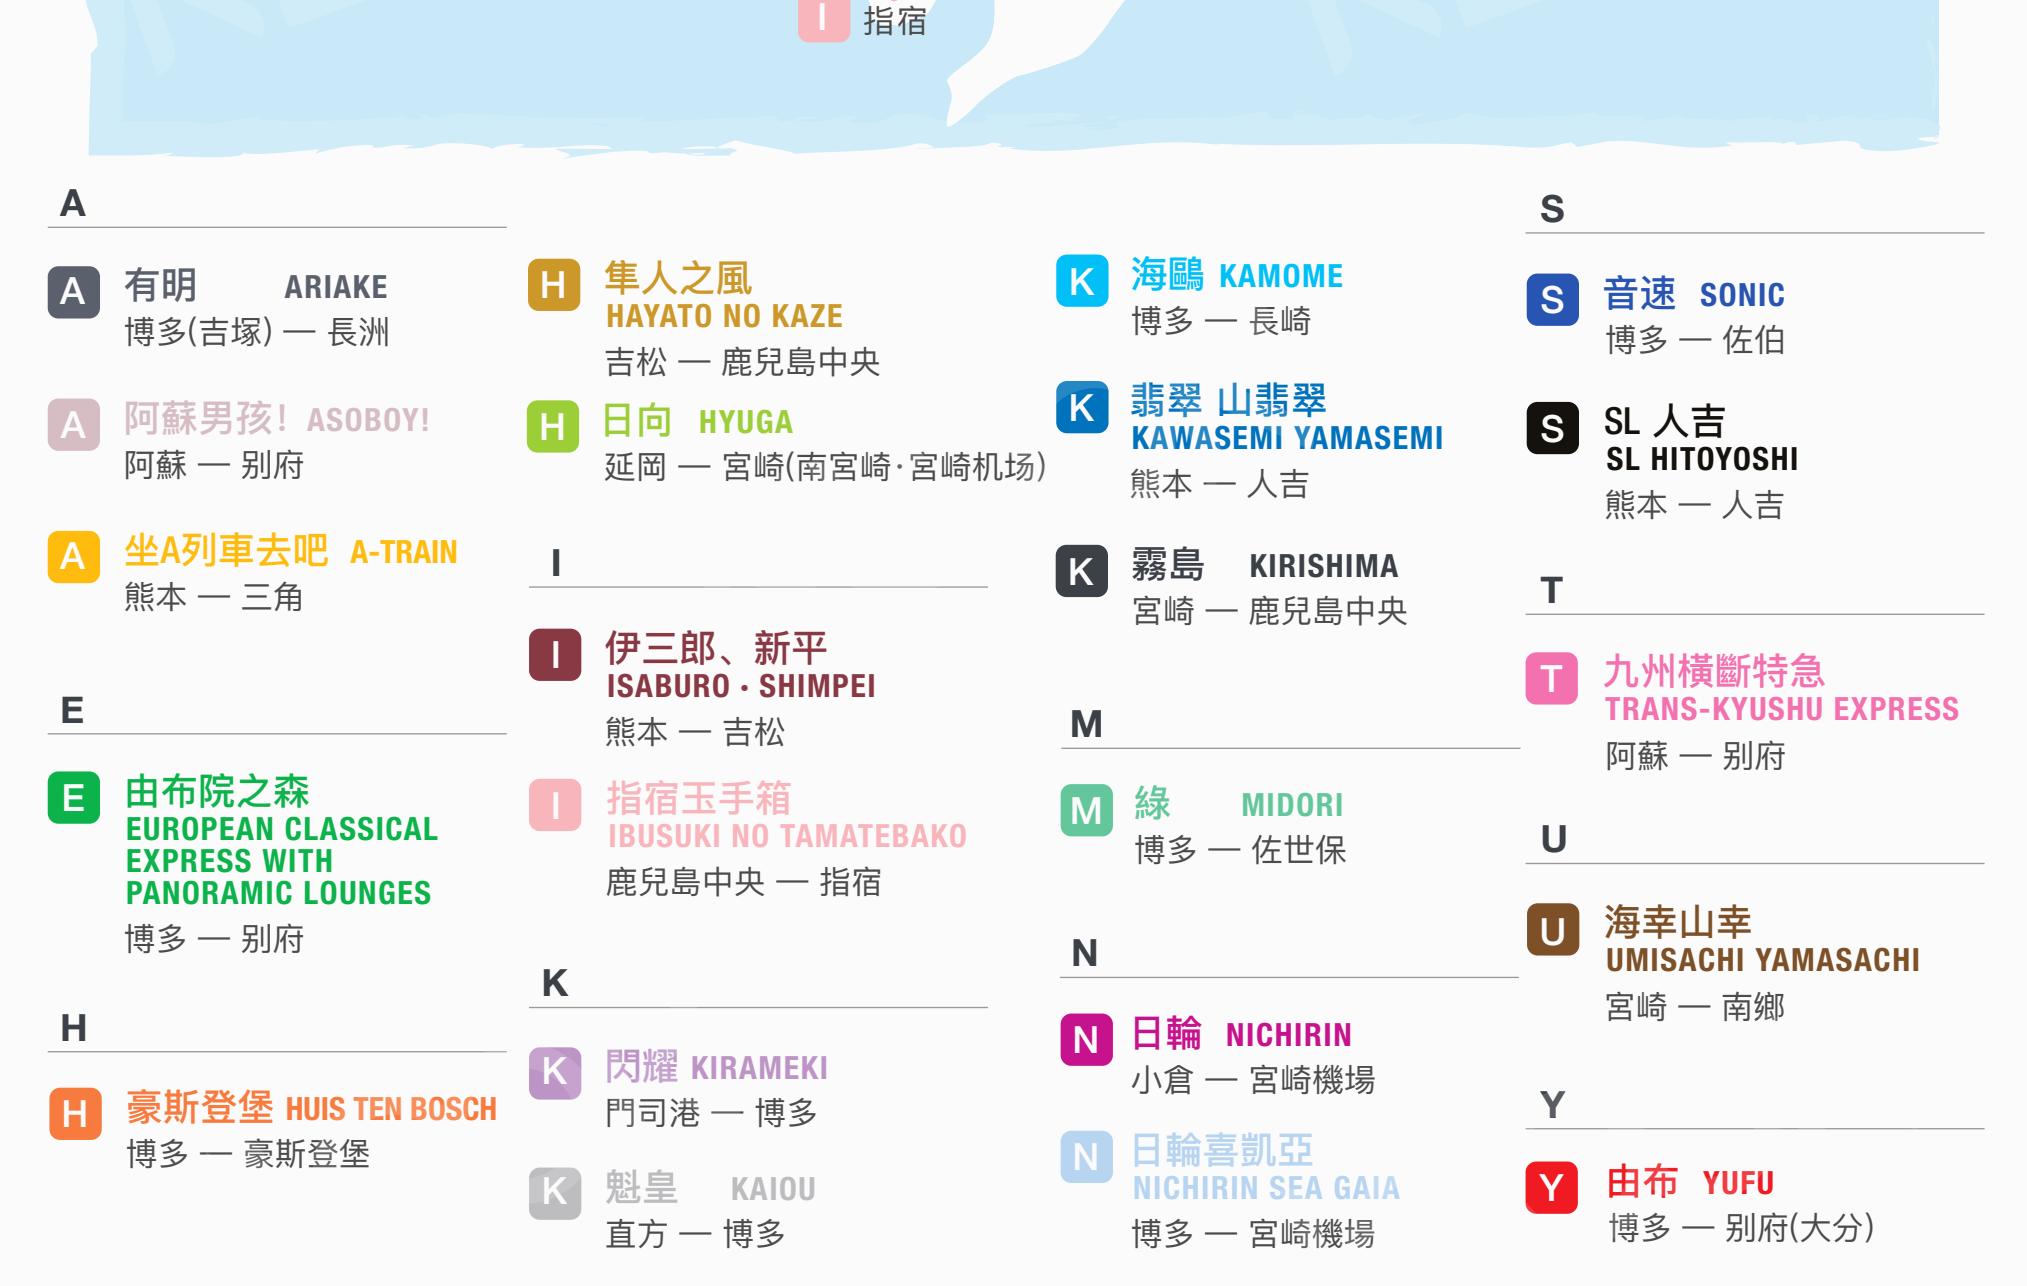 I
指宿
A
A
有明 ARIAKE
博多(吉塚) — 長洲
A
阿蘇男孩! ASOBOY!
阿蘇 — 别府
A
坐A列車去吧 A-TRAIN
熊本 — 三角
E
E
由布院之森
EUROPEAN CLASSICAL
EXPRESS WITH
PANORAMIC LOUNGES
博多 — 别府
H
H
豪斯登堡 HUIS TEN BOSCH
博多 — 豪斯登堡
H
隼人之風
HAYATO NO KAZE
吉松 — 鹿兒島中央
H
日向 HYUGA
延岡 — 宮崎(南宮崎·宮崎机场)
I
I
伊三郎、新平
ISABURO · SHIMPEI
熊本 — 吉松
I
指宿玉手箱
IBUSUKI NO TAMATEBAKO
鹿兒島中央 — 指宿
K
K
閃耀 KIRAMEKI
門司港 — 博多
K
魁皇 KAIOU
直方 — 博多
K
海鷗 KAMOME
博多 — 長崎
K
翡翠 山翡翠
KAWASEMI YAMASEMI
熊本 — 人吉
K
霧島 KIRISHIMA
宮崎 — 鹿兒島中央
M
M
綠 MIDORI
博多 — 佐世保
N
N
日輪 NICHIRIN
小倉 — 宮崎機場
N
日輪喜凱亞
NICHIRIN SEA GAIA
博多 — 宮崎機場
S
S
音速 SONIC
博多 — 佐伯
S
SL 人吉
SL HITOYOSHI
熊本 — 人吉
T
T
九州橫斷特急
TRANS-KYUSHU EXPRESS
阿蘇 — 别府
U
U
海幸山幸
UMISACHI YAMASACHI
宮崎 — 南鄉
Y
Y
由布 YUFU
博多 — 别府(大分)